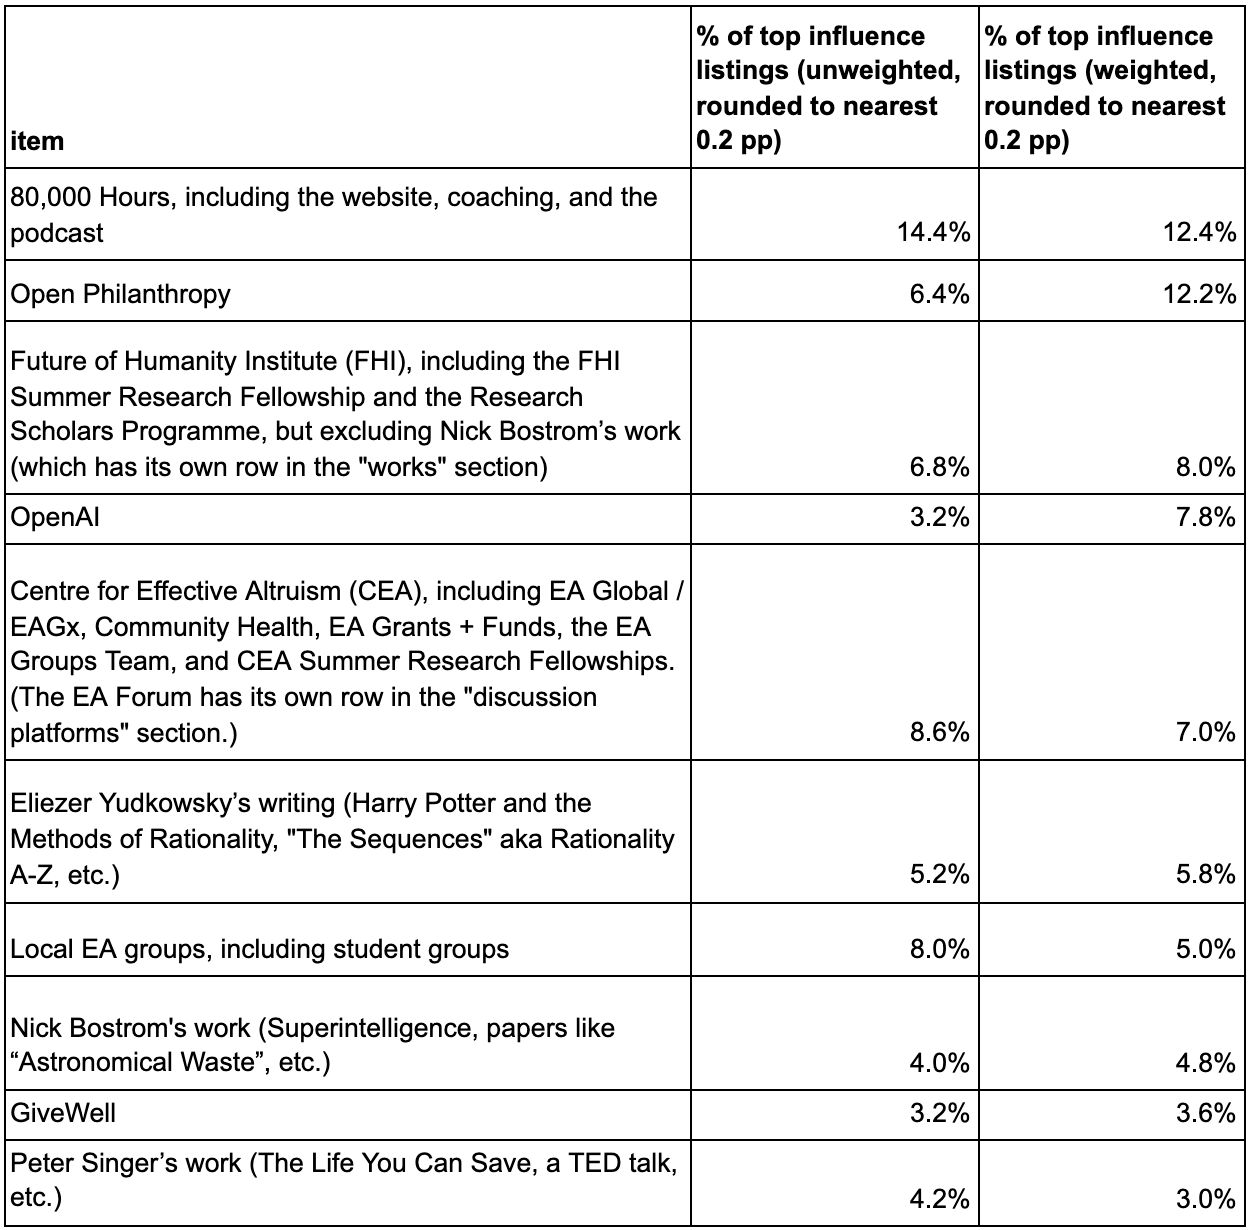 item
% of top influence
listings (unweighted,
rounded to nearest
0.2 pp)
% of top influence
listings (weighted,
rounded to nearest
0.2 pp)
80,000 Hours, including the website, coaching, and the
podcast
14.4%
12.4%
Open Philanthropy
6.4%
12.2%
Future of Humanity Institute (FHI), including the FHI
Summer Research Fellowship and the Research
Scholars Programme, but excluding Nick Bostrom’s work
(which has its own row in the "works" section)
6.8%
8.0%
OpenAI
3.2%
7.8%
Centre for Effective Altruism (CEA), including EA Global /
EAGx, Community Health, EA Grants + Funds, the EA
Groups Team, and CEA Summer Research Fellowships.
(The EA Forum has its own row in the "discussion
platforms" section.)
8.6%
7.0%
Eliezer Yudkowsky’s writing (Harry Potter and the
Methods of Rationality, "The Sequences" aka Rationality
A-Z, etc.)
5.2%
5.8%
Local EA groups, including student groups
8.0%
5.0%
Nick Bostrom's work (Superintelligence, papers like
“Astronomical Waste”, etc.)
4.0%
4.8%
GiveWell
3.2%
3.6%
Peter Singer’s work (The Life You Can Save, a TED talk,
etc.)
4.2%
3.0%